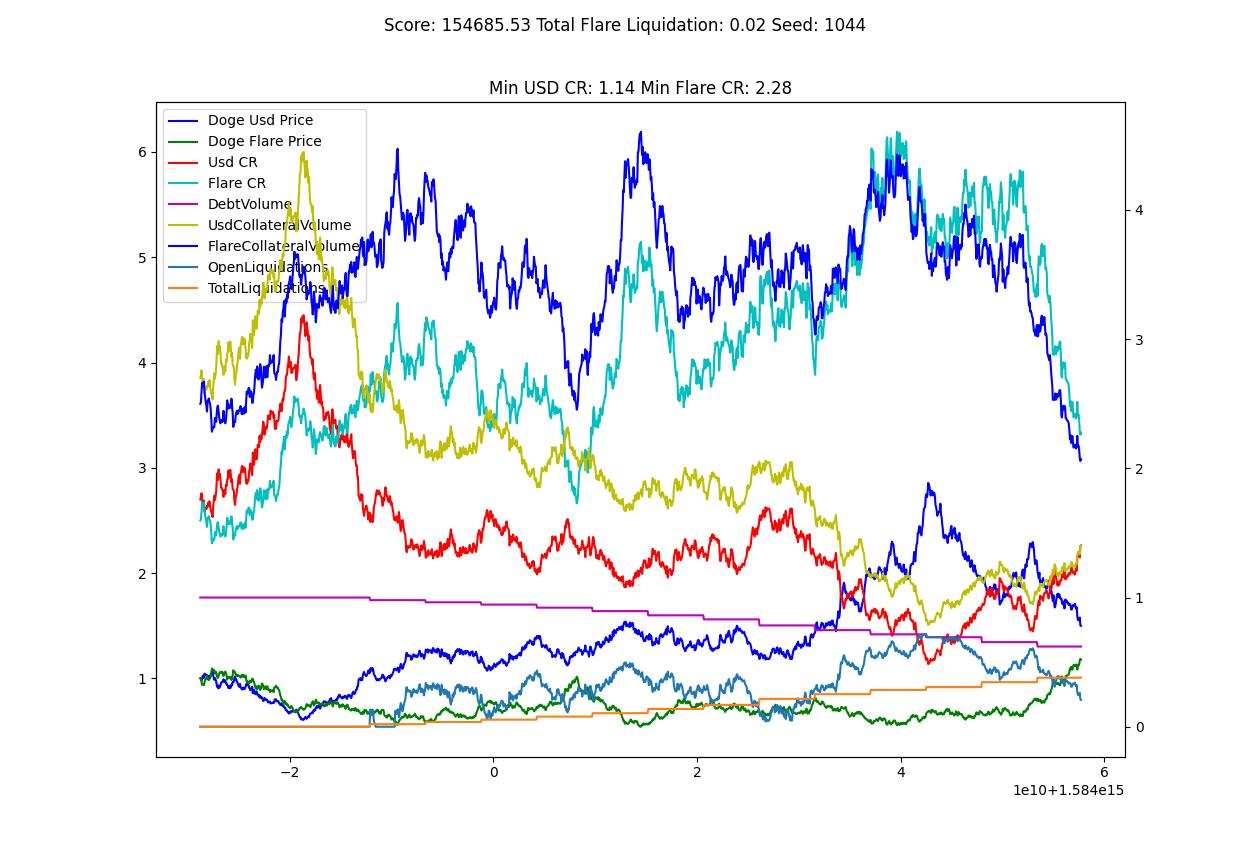 Score: 154685.53 Total Flare Liquidation: 0.02 Seed: 1044
Min USD CR: 1.14 Min Flare CR: 2.28
Doge Usd Price
Doge Flare Price
Usd CR
Flare CR
DebtVolume
UsdCollateralVolume
FlareCollateralVolume
OpenLiquidations
TotalLiquidations
6
5
4
3
2
1
4
3
2
1
0
−2
0
2
4
6
1e10+1.584e15